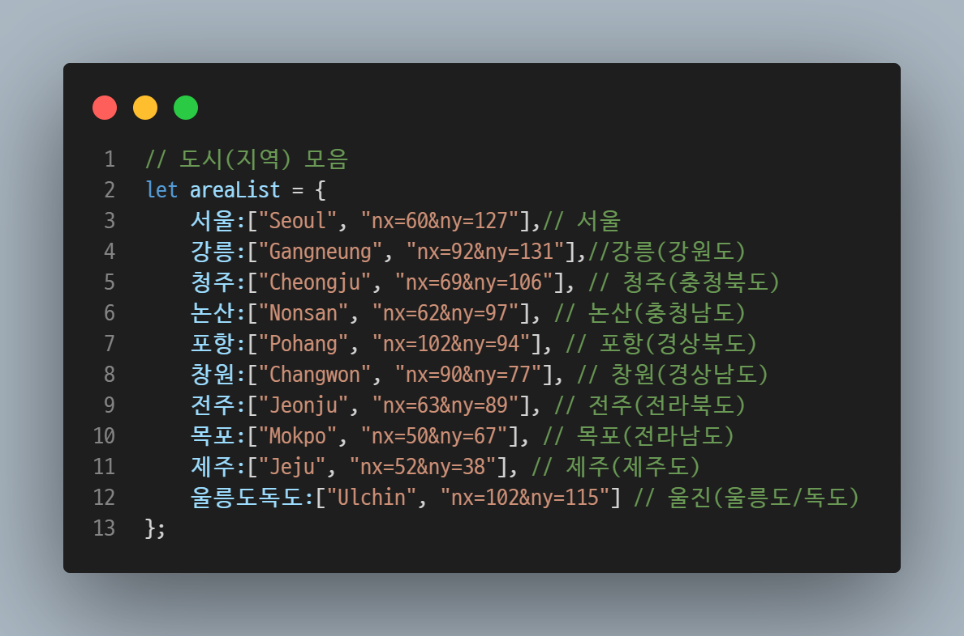 1 // 도시(지역) 모음
2 let areaList = {
3 서울:["Seoul", "nx=60&ny=127"],// 서울
4 강릉:["Gangneung", "nx=92&ny=131"],//강릉(강원도)
5 청주:["Cheongju", "nx=69&ny=106"], // 청주(충청북도)
6 논산:["Nonsan", "nx=62&ny=97"], // 논산(충청남도)
7 포항:["Pohang", "nx=102&ny=94"], // 포항(경상북도)
8 창원:["Changwon", "nx=90&ny=77"], // 창원(경상남도)
9 전주:["Jeonju", "nx=63&ny=89"], // 전주(전라북도)
10 목포:["Mokpo", "nx=50&ny=67"], // 목포(전라남도)
11 제주:["Jeju", "nx=52&ny=38"], // 제주(제주도)
12 울릉도독도:["Ulchin", "nx=102&ny=115"] // 울진(울릉도/독도)
13 };